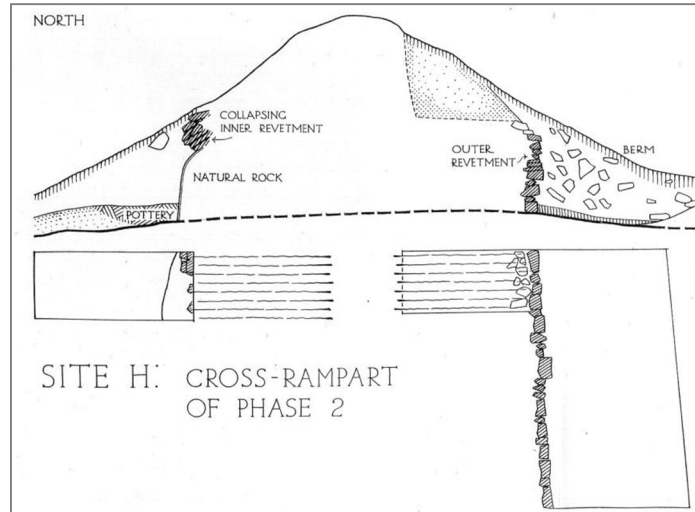 NORTH
COLLAPSING
INNER REVETMENT
OUTER
REVETMENT
BERM
NATURAL ROCK
POTTERY
SITE H: CROSS-RAMPART
OF PHASE 2